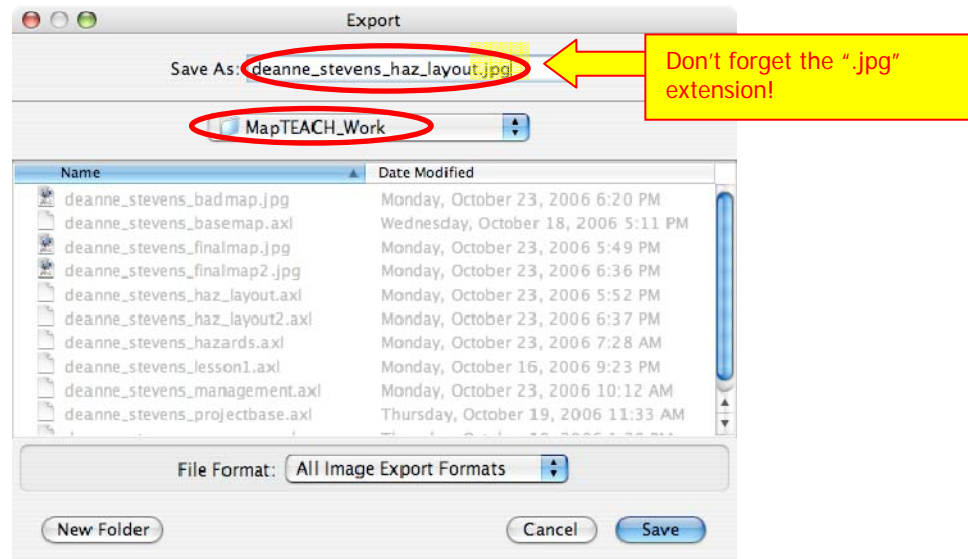 Export
Save As: deanne_stevens_haz_layout.jpg
Don't forget the ".jpg"
extension!
MapTEACH_Work
Name Date Modified
deanne_stevens_badmap.jpg Monday, October 23, 2006 6:20 PM
deanne_stevens_basemap.axl Wednesday, October 18, 2006 5:11 PM
deanne_stevens_finalmap.jpg Monday, October 23, 2006 5:49 PM
deanne_stevens_finalmap2.jpg Monday, October 23, 2006 6:36 PM
deanne_stevens_haz_layout.axl Monday, October 23, 2006 5:52 PM
deanne_stevens_haz_layout2.axl Monday, October 23, 2006 6:37 PM
deanne_stevens_hazards.axl Monday, October 23, 2006 7:28 AM
deanne_stevens_lesson1.axl Monday, October 16, 2006 9:23 PM
deanne_stevens_management.axl Monday, October 23, 2006 10:12 AM
deanne_stevens_projectbase.axl Thursday, October 19, 2006 11:33 AM
File Format: All Image Export Formats
New Folder Cancel Save